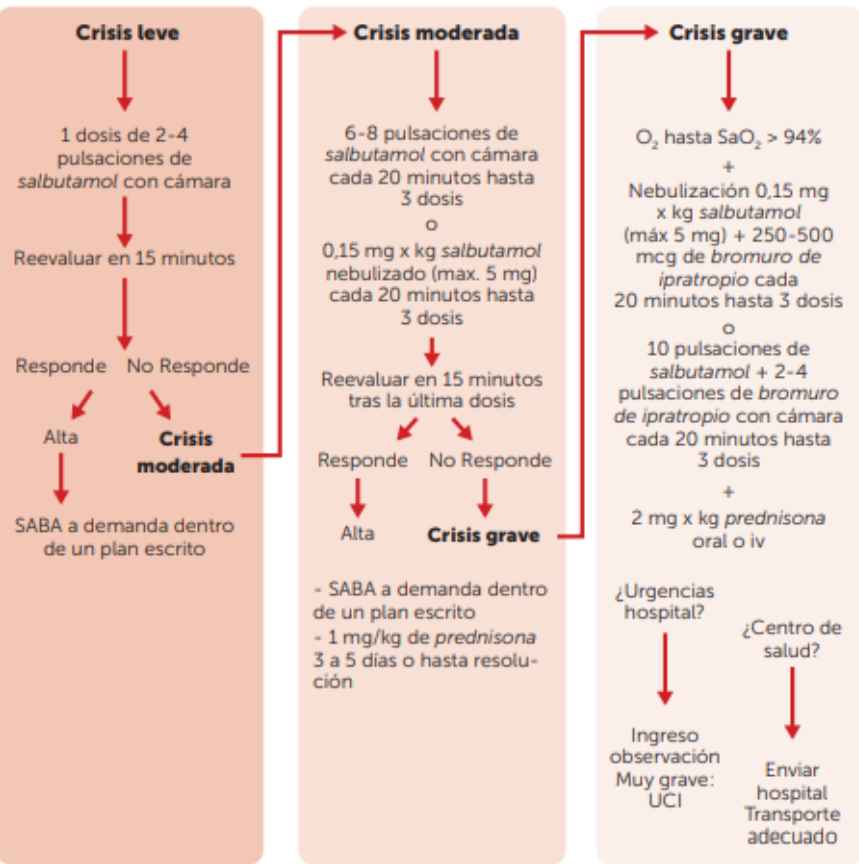 Crisis leve
1 dosis de 2-4
pulsaciones de
salbutamol con cámara
Reevaluar en 15 minutos
Responde
No Responde
Alta
Crisis
moderada
SABA a demanda dentro
de un plan escrito
Crisis moderada
6-8 pulsaciones de
salbutamol con cámara
cada 20 minutos hasta
3 dosis
o
0,15 mg x kg salbutamol
nebulizado (max. 5 mg)
cada 20 minutos hasta
3 dosis
Reevaluar en 15 minutos
tras la última dosis
Responde
No Responde
Alta
Crisis grave
- SABA a demanda dentro
de un plan escrito
- 1 mg/kg de prednisona
3 a 5 días o hasta resolu-
ción
Crisis grave
O₂ hasta SaO₂ > 94%
+
Nebulización 0,15 mg
x kg salbutamol
(máx 5 mg) + 250-500
mcg de bromuro de
ipratropio cada
20 minutos hasta 3 dosis
o
10 pulsaciones de
salbutamol + 2-4
pulsaciones de bromuro
de ipratropio con cámara
cada 20 minutos hasta
3 dosis
+
2 mg x kg prednisona
oral o iv
¿Urgencias
hospital?
Ingreso
observación
Muy grave:
UCI
¿Centro de
salud?
Enviar
hospital
Transporte
adecuado